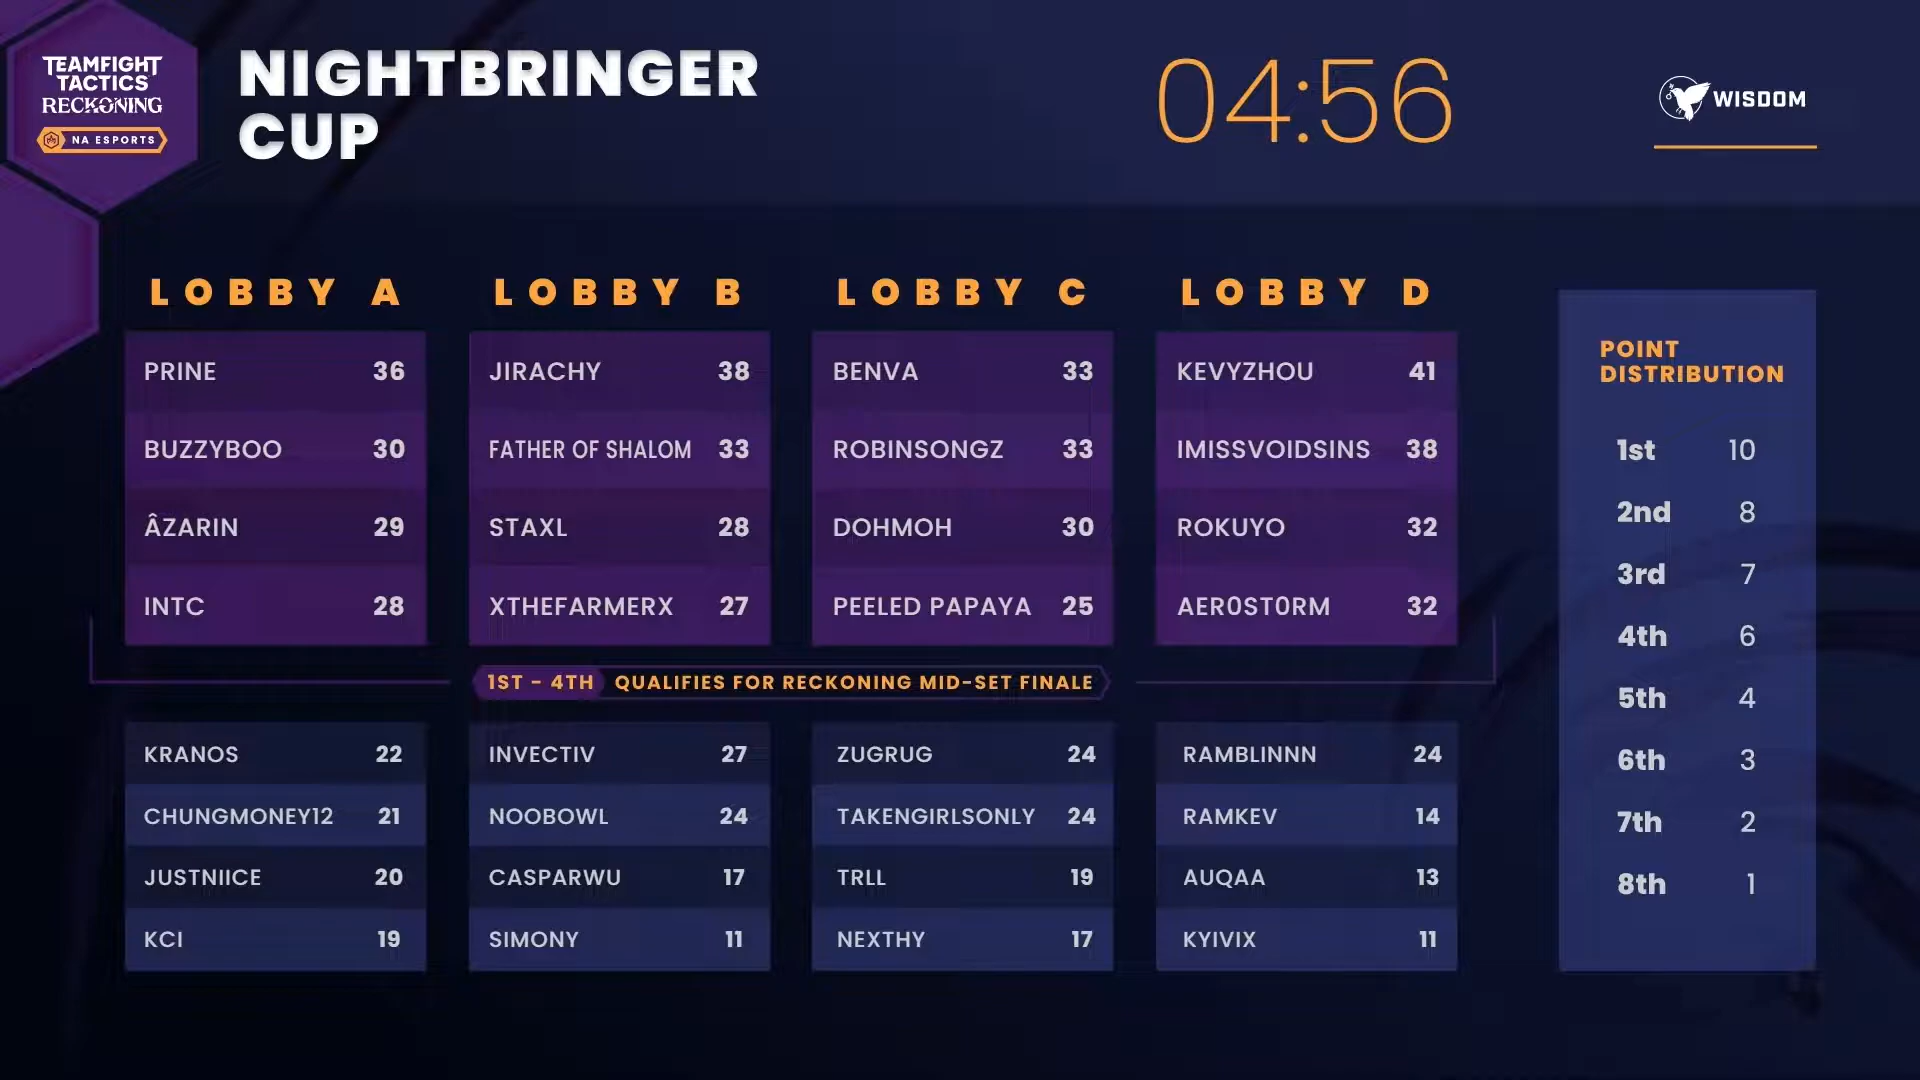 TEAMFIGHT
TACTICS
RECKONING
NA ESPORTS
NIGHTBRINGER
CUP
04:56
WISDOM
LOBBY A
PRINE 36
BUZZYBOO 30
ÂZARIN 29
INTC 28
LOBBY B
JIRACHY 38
FATHER OF SHALOM 33
STAXL 28
XTHEFARMERX 27
LOBBY C
BENVA 33
ROBINSONGZ 33
DOHMOH 30
PEELED PAPAYA 25
LOBBY D
KEVYZHOU 41
IMISSVOIDSINS 38
ROKUYO 32
AER0ST0RM 32
1ST - 4TH QUALIFIES FOR RECKONING MID-SET FINALE
KRANOS 22
CHUNGMONEY12 21
JUSTNIICE 20
KCI 19
INVECTIV 27
NOOBOWL 24
CASPARWU 17
SIMONY 11
ZUGRUG 24
TAKENGIRLSONLY 24
TRLL 19
NEXTHY 17
RAMBLINNN 24
RAMKEV 14
AUQAA 13
KYIVIX 11
POINT
DISTRIBUTION
1st 10
2nd 8
3rd 7
4th 6
5th 4
6th 3
7th 2
8th 1